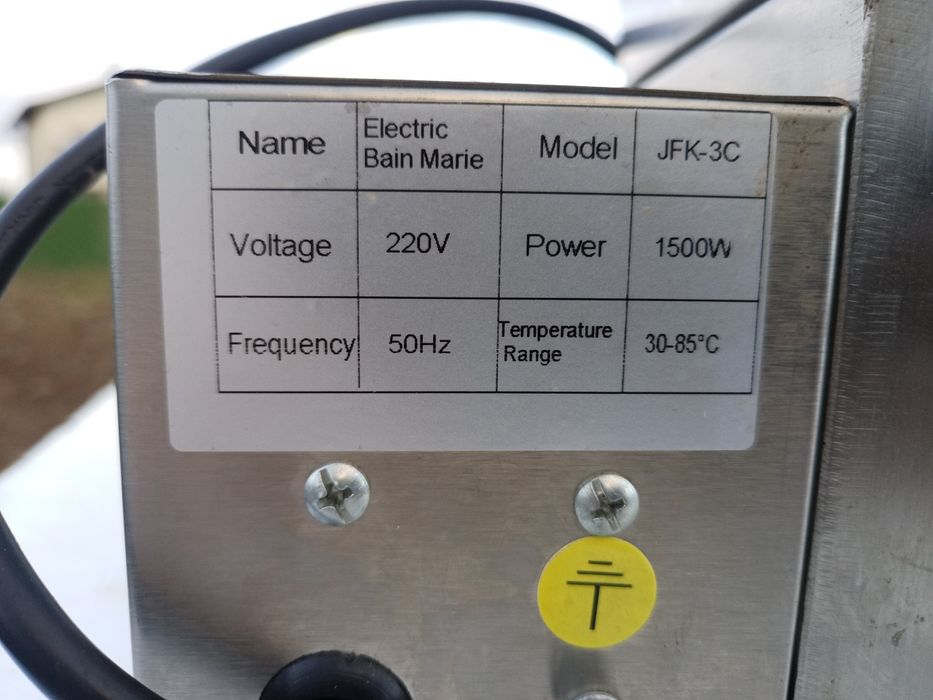 Name Electric Bain Marie Model JFK-3C
Voltage 220V Power 1500W
Frequency 50Hz Temperature Range 30-85°C